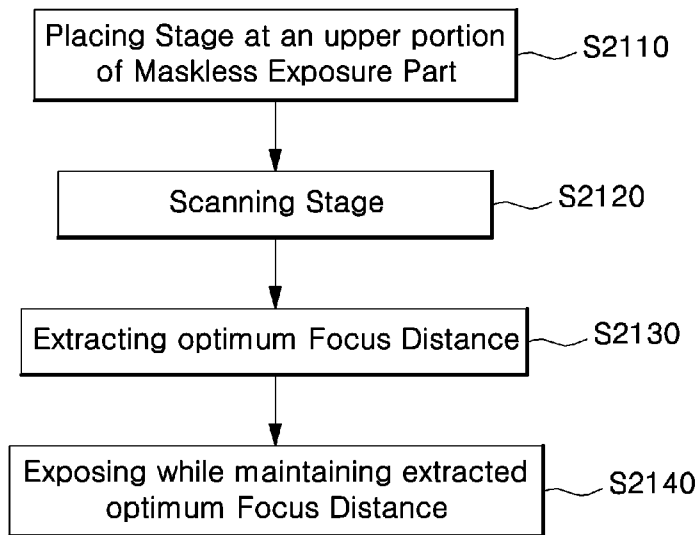 Placing Stage at an upper portion
of Maskless Exposure Part
S2110
Scanning Stage
S2120
Extracting optimum Focus Distance
S2130
Exposing while maintaining extracted
optimum Focus Distance
S2140